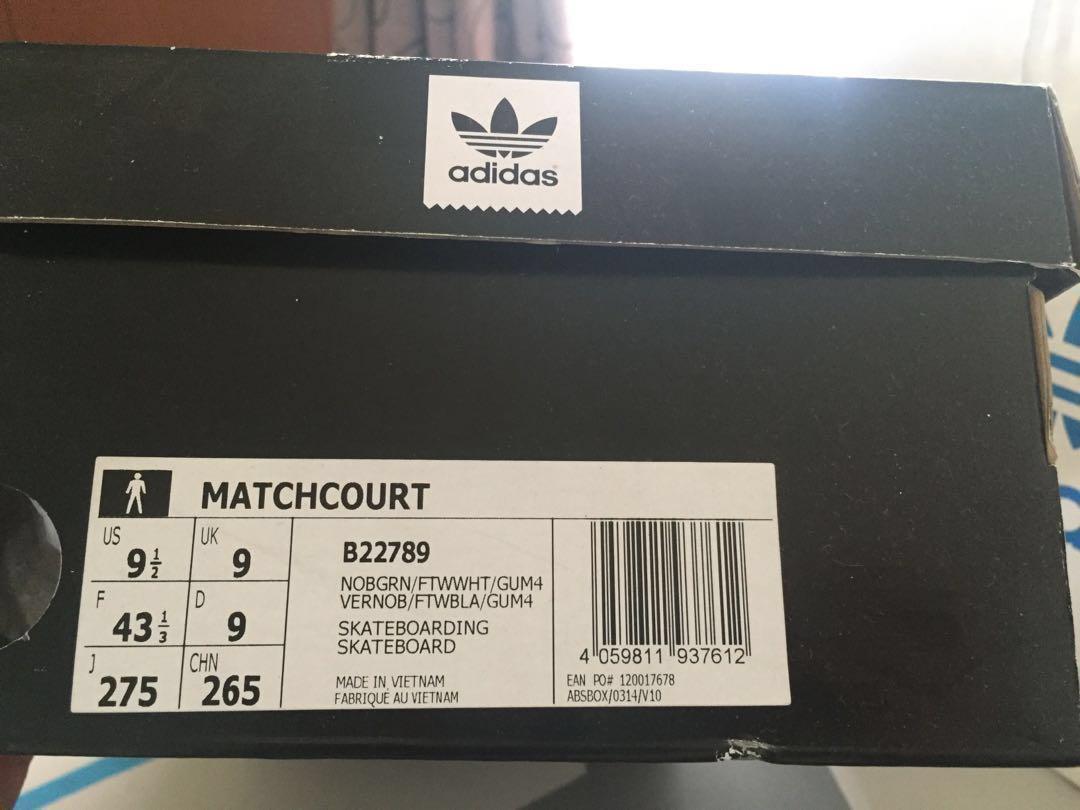 adidas
MATCHCOURT
US 9 1/2
UK 9
F 43 1/3
D 9
J 275
CHN 265
B22789
NOBGRN/FTWWHT/GUM4
VERNOB/FTWBLA/GUM4
SKATEBOARDING
SKATEBOARD
MADE IN VIETNAM
FABRIQUÉ AU VIETNAM
4 059811 937612
EAN PO# 120017678
ABSBOX/0314/V10